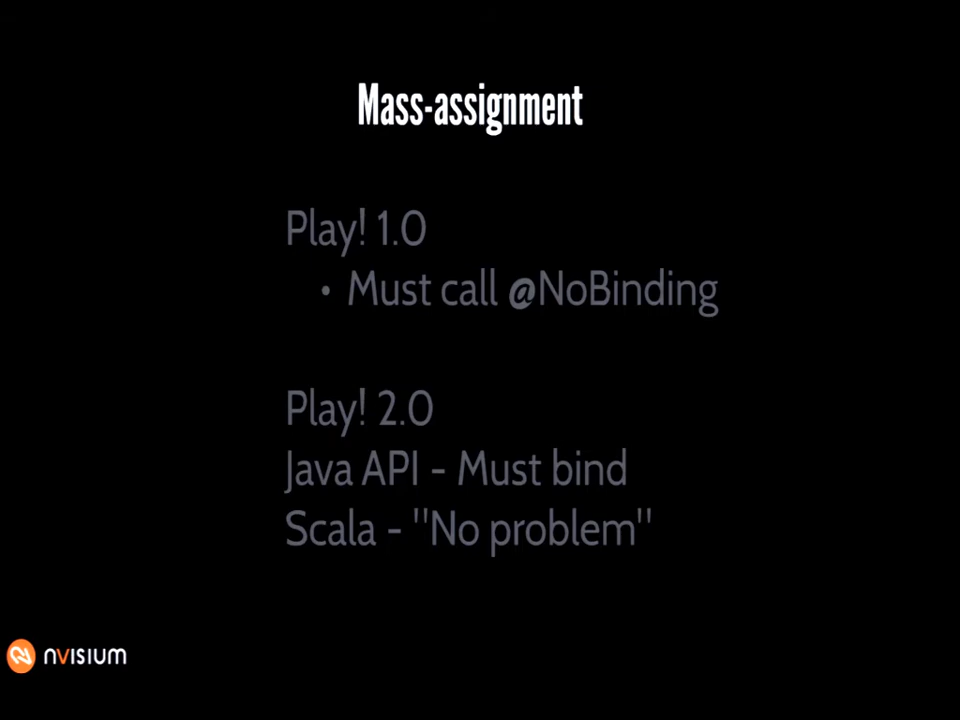 Mass-assignment
Play! 1.0
• Must call @NoBinding
Play! 2.0
Java API - Must bind
Scala - "No problem"
nVISIUM